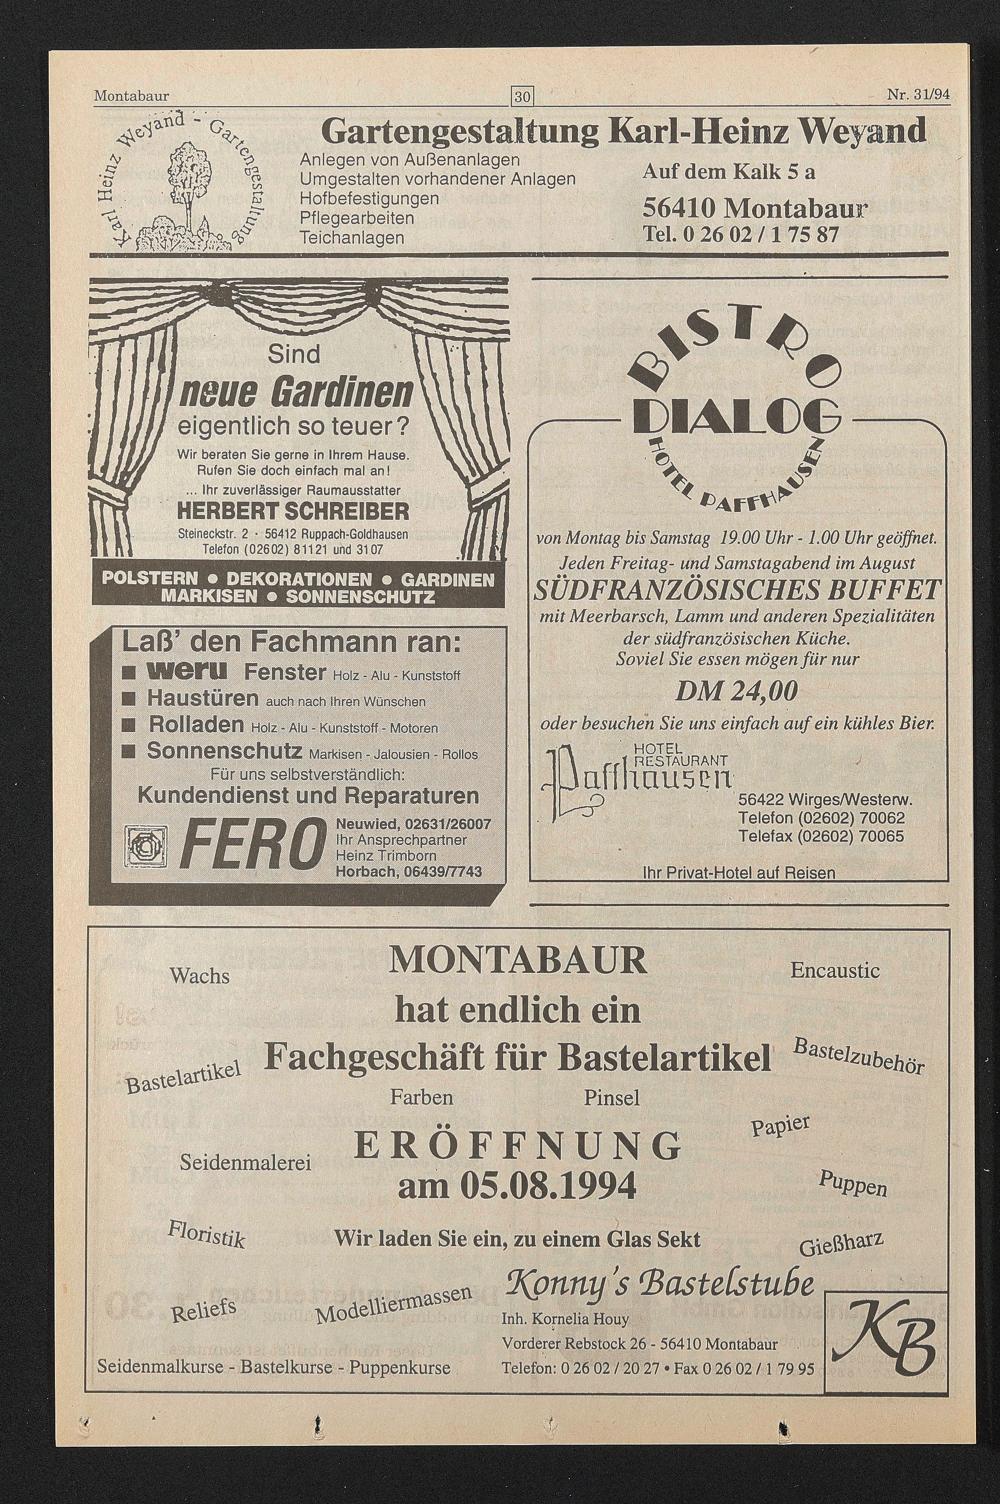 Montabaur
30
Nr. 31/94
Karl Heinz Weyand - Gartengestaltung
Gartengestaltung Karl-Heinz Weyand
Anlegen von Außenanlagen
Umgestalten vorhandener Anlagen
Hofbefestigungen
Pflegearbeiten
Teichanlagen
Auf dem Kalk 5 a
56410 Montabaur
Tel. 0 26 02 / 1 75 87
Sind
neue Gardinen
eigentlich so teuer?
Wir beraten Sie gerne in Ihrem Hause.
Rufen Sie doch einfach mal an!
... Ihr zuverlässiger Raumausstatter
HERBERT SCHREIBER
Steineckstr. 2 · 56412 Ruppach-Goldhausen
Telefon (02602) 81121 und 3107
POLSTERN ● DEKORATIONEN ● GARDINEN
MARKISEN ● SONNENSCHUTZ
Laß' den Fachmann ran:
■ weru Fenster Holz - Alu - Kunststoff
■ Haustüren auch nach Ihren Wünschen
■ Rolladen Holz - Alu - Kunststoff - Motoren
■ Sonnenschutz Markisen - Jalousien - Rollos
Für uns selbstverständlich:
Kundendienst und Reparaturen
FERO
Neuwied, 02631/26007
Ihr Ansprechpartner
Heinz Trimborn
Horbach, 06439/7743
BISTRO
DIALOG
HOTEL PAFFHAUSEN
von Montag bis Samstag 19.00 Uhr - 1.00 Uhr geöffnet.
Jeden Freitag- und Samstagabend im August
SÜDFRANZÖSISCHES BUFFET
mit Meerbarsch, Lamm und anderen Spezialitäten
der südfranzösischen Küche.
Soviel Sie essen mögen für nur
DM 24,00
oder besuchen Sie uns einfach auf ein kühles Bier.
HOTEL
RESTAURANT
Paffhausen
56422 Wirges/Westerw.
Telefon (02602) 70062
Telefax (02602) 70065
Ihr Privat-Hotel auf Reisen
Wachs
MONTABAUR
Encaustic
hat endlich ein
Bastelartikel
Fachgeschäft für Bastelartikel
Bastelzubehör
Farben
Pinsel
Papier
ERÖFFNUNG
Seidenmalerei
am 05.08.1994
Puppen
Floristik
Wir laden Sie ein, zu einem Glas Sekt
Gießharz
Reliefs
Modelliermassen
Konny's Bastelstube
Inh. Kornelia Houy
Vorderer Rebstock 26 - 56410 Montabaur
Seidenmalkurse - Bastelkurse - Puppenkurse
Telefon: 0 26 02 / 20 27 • Fax 0 26 02 / 1 79 95
KB